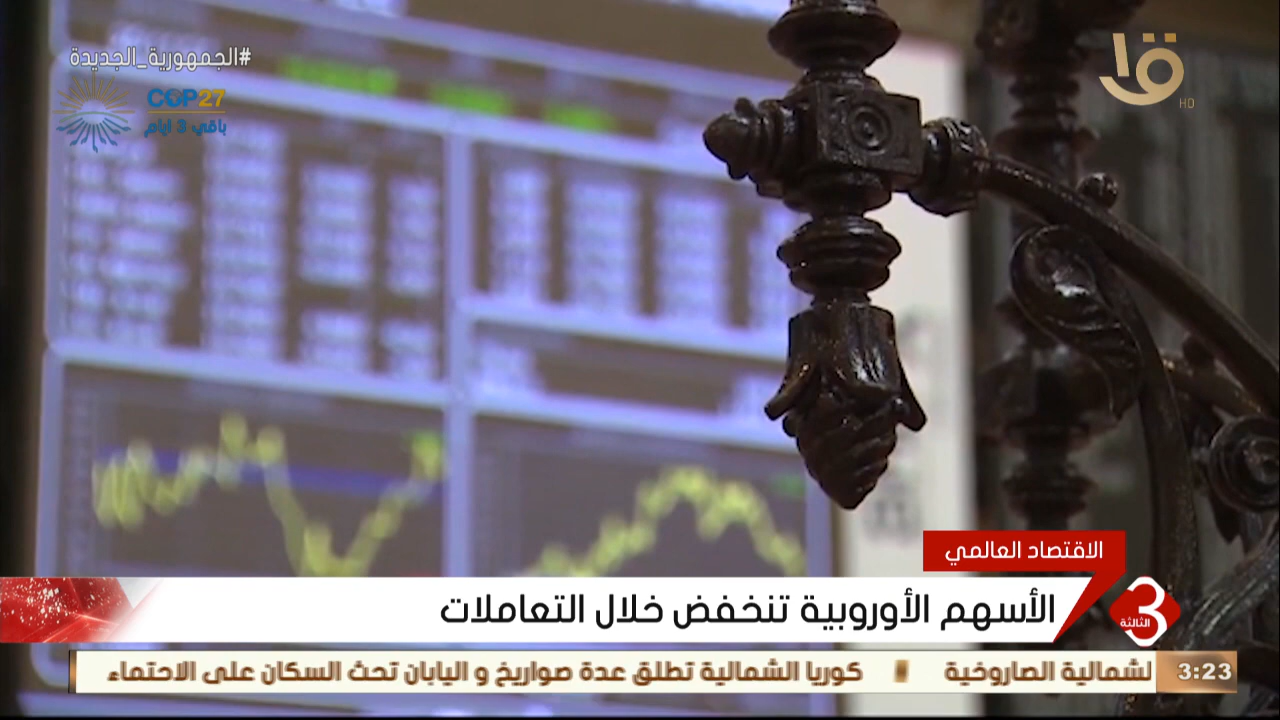 #الجمهورية_الجديدة
COP27
باقي 3 ايام
HD
الاقتصاد العالمي
الأسهم الأوروبية تنخفض خلال التعاملات
3 الثالثة
3:23 لشمالية الصاروخية كوريا الشمالية تطلق عدة صواريخ و اليابان تحث السكان على الاحتماء